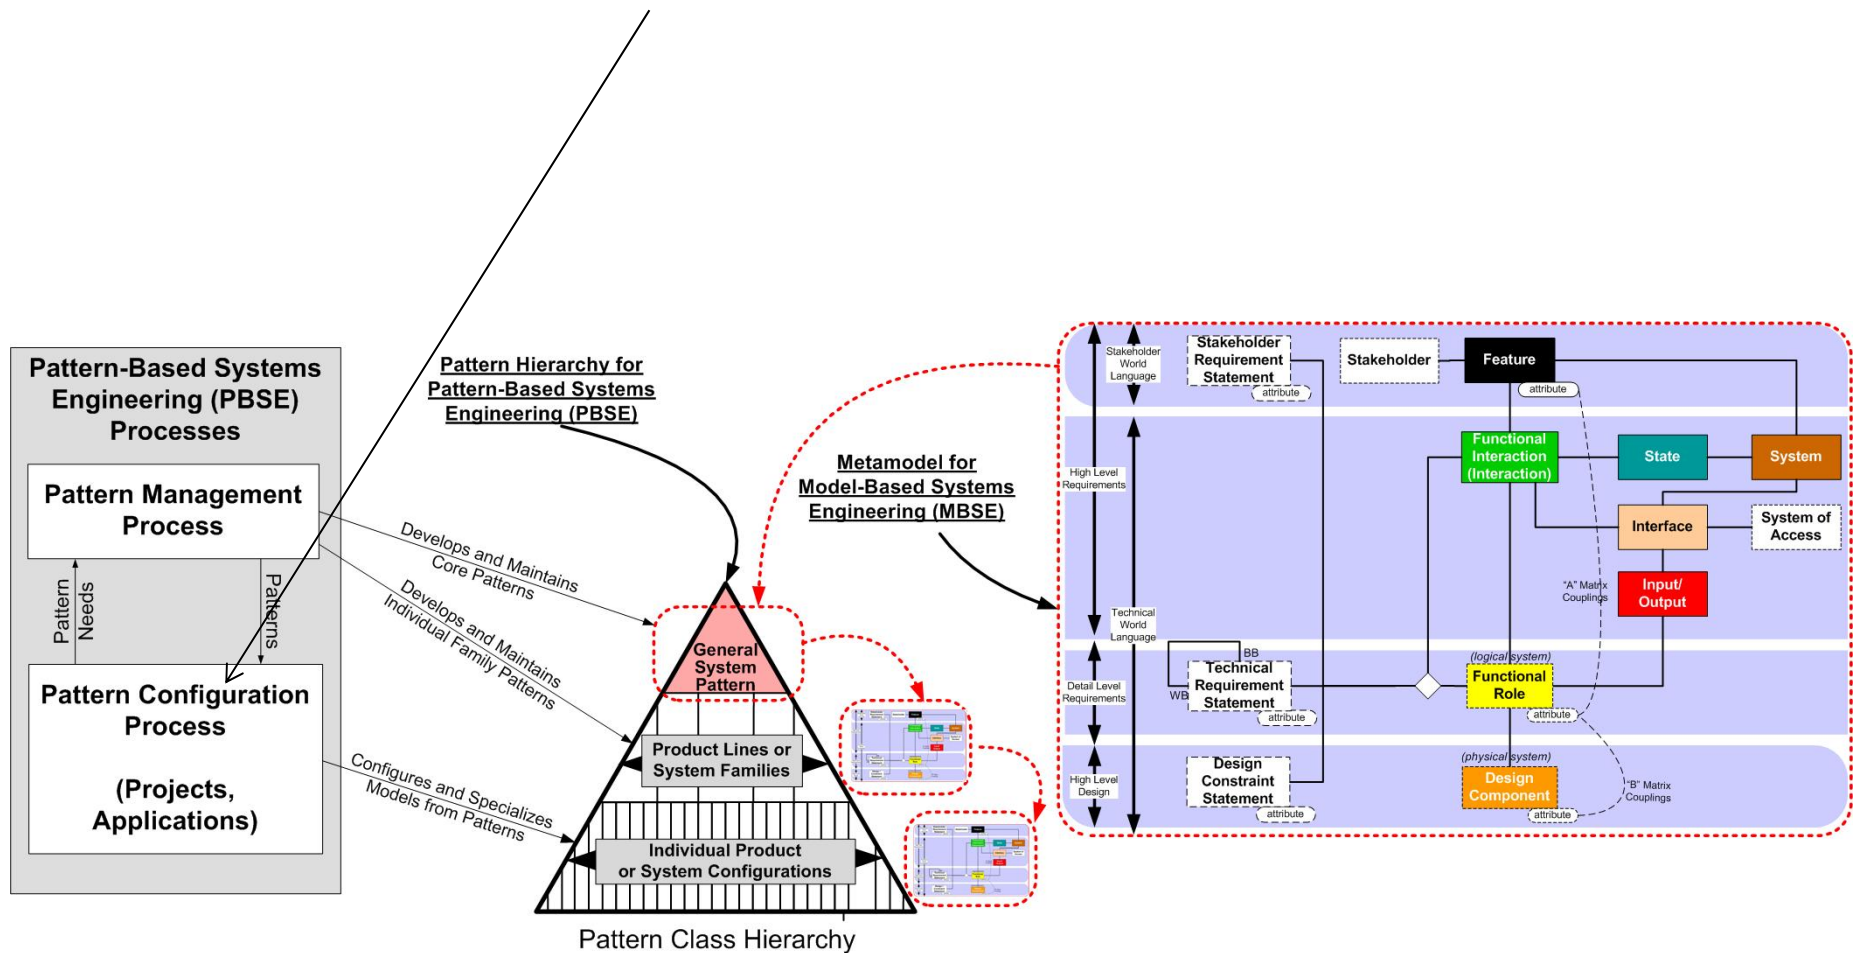 Pattern-Based Systems
Engineering (PBSE)
Processes
Pattern Management
Process
Pattern
Needs
Patterns
Pattern Configuration
Process
(Projects,
Applications)
Pattern Hierarchy for
Pattern-Based Systems
Engineering (PBSE)
Develops and Maintains
Core Patterns
Develops and Maintains
Individual Family Patterns
Configures and Specializes
Models from Patterns
General
System
Pattern
Product Lines or
System Families
Individual Product
or System Configurations
Pattern Class Hierarchy
Metamodel for
Model-Based Systems
Engineering (MBSE)
Stakeholder
World
Language
High Level
Requirements
Technical
World
Language
Detail Level
Requirements
High Level
Design
Stakeholder
Requirement
Statement
attribute
Stakeholder
Feature
attribute
Functional
Interaction
(Interaction)
State
System
Interface
System of
Access
"A" Matrix
Couplings
Input/
Output
BB
WB
Technical
Requirement
Statement
attribute
(logical system)
Functional
Role
attribute
Design
Constraint
Statement
attribute
(physical system)
Design
Component
attribute
"B" Matrix
Couplings